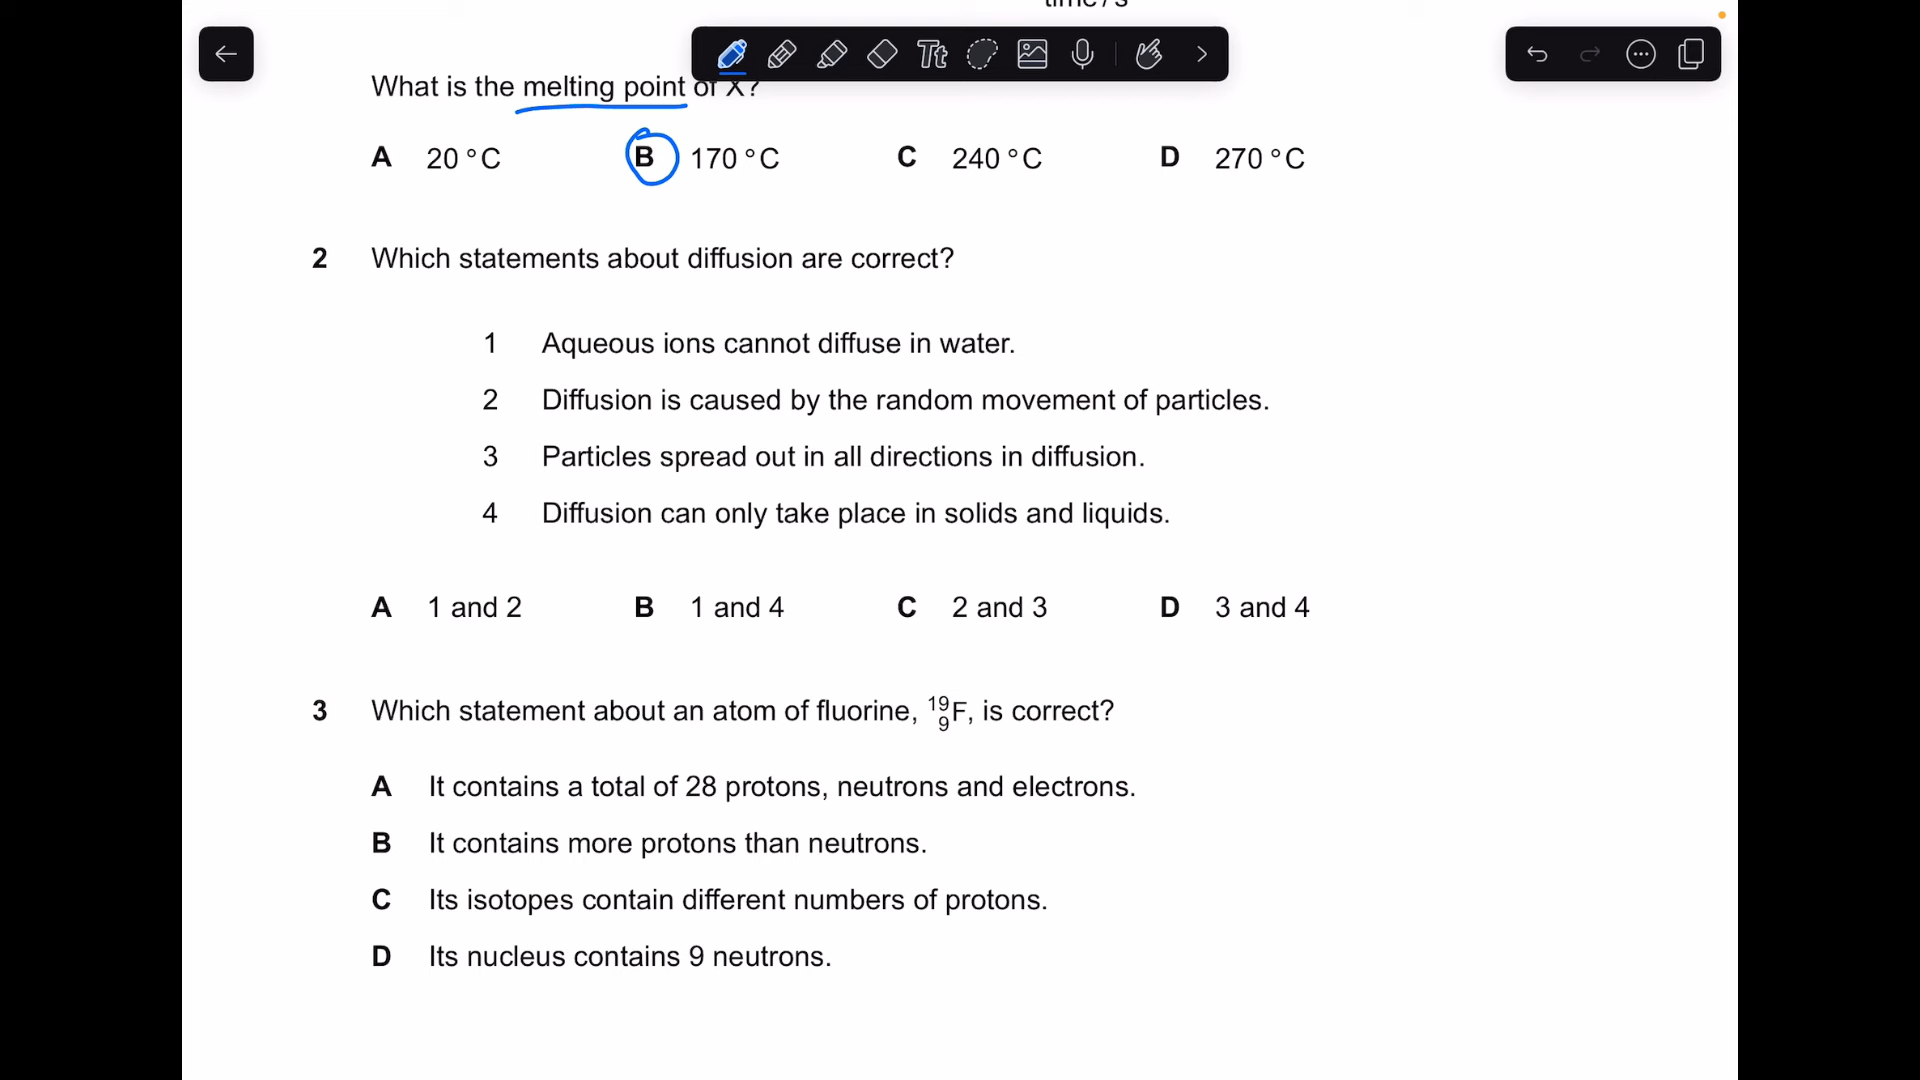 time / s
Tt
What is the melting point of X?
A 20 °C B 170 °C C 240 °C D 270 °C
2 Which statements about diffusion are correct?
1 Aqueous ions cannot diffuse in water.
2 Diffusion is caused by the random movement of particles.
3 Particles spread out in all directions in diffusion.
4 Diffusion can only take place in solids and liquids.
A 1 and 2 B 1 and 4 C 2 and 3 D 3 and 4
3 Which statement about an atom of fluorine, ¹⁹₉F, is correct?
A It contains a total of 28 protons, neutrons and electrons.
B It contains more protons than neutrons.
C Its isotopes contain different numbers of protons.
D Its nucleus contains 9 neutrons.